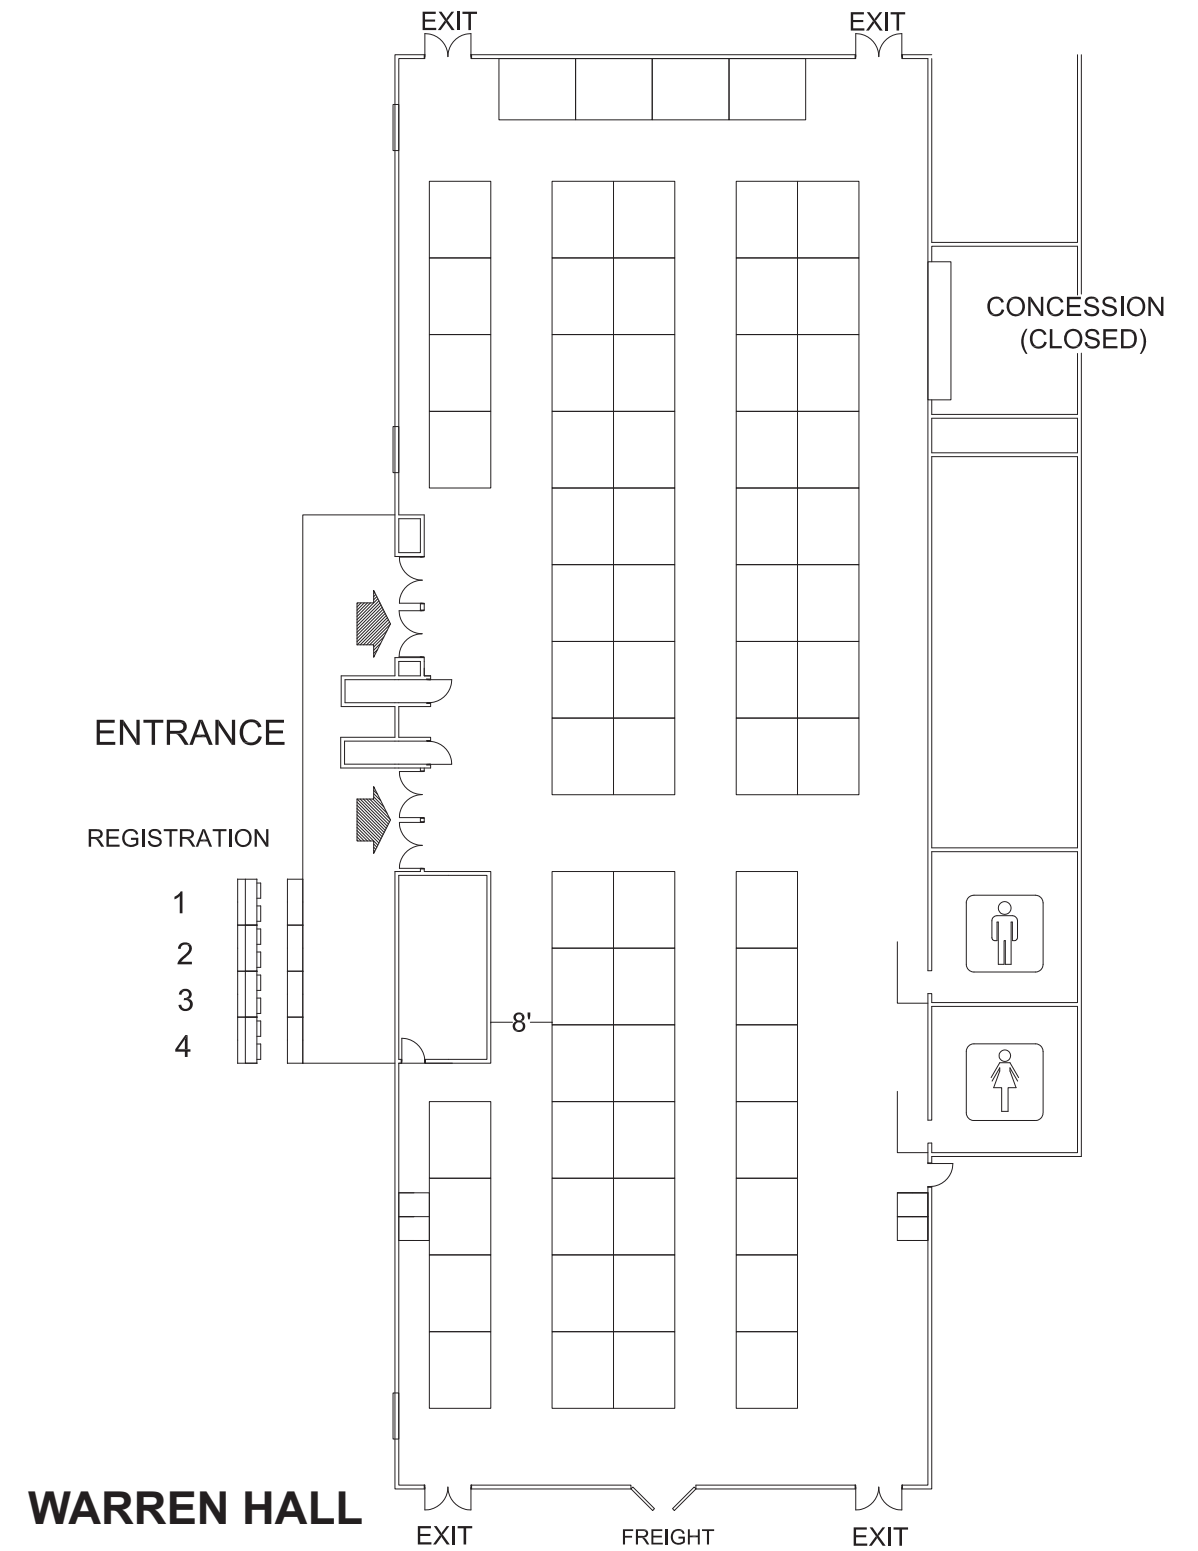 EXIT
EXIT
CONCESSION
(CLOSED)
ENTRANCE
REGISTRATION
1
2
3
4
8'
WARREN HALL
EXIT
FREIGHT
EXIT